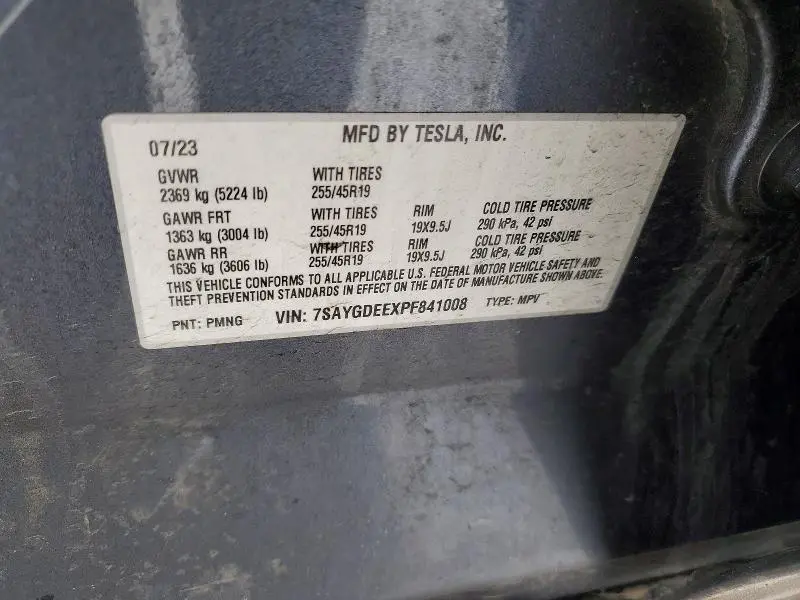 07/23 MFD BY TESLA, INC.
GVWR WITH TIRES
2369 kg (5224 lb) 255/45R19
GAWR FRT WITH TIRES RIM COLD TIRE PRESSURE
1363 kg (3004 lb) 255/45R19 19X9.5J 290 kPa, 42 psi
GAWR RR WITH TIRES RIM COLD TIRE PRESSURE
1636 kg (3606 lb) 255/45R19 19X9.5J 290 kPa, 42 psi
THIS VEHICLE CONFORMS TO ALL APPLICABLE U.S. FEDERAL MOTOR VEHICLE SAFETY AND
THEFT PREVENTION STANDARDS IN EFFECT ON THE DATE OF MANUFACTURE SHOWN ABOVE.
PNT: PMNG VIN: 7SAYGDEEXPF841008 TYPE: MPV